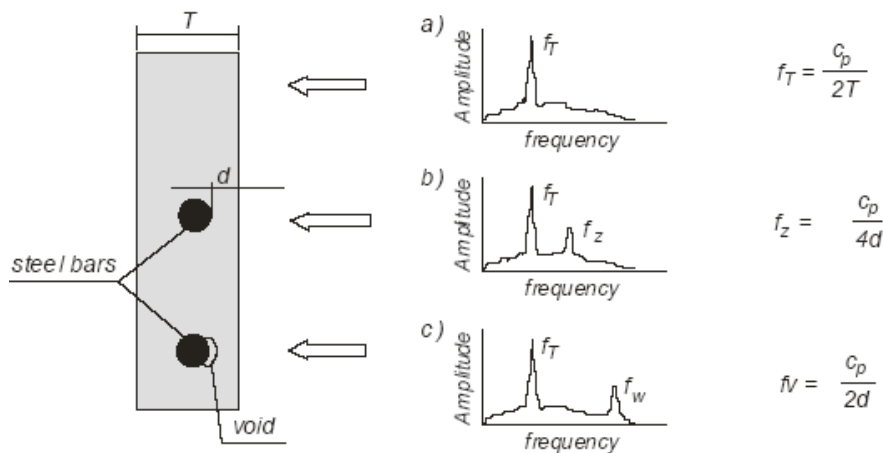 T
d
steel bars
void
a)
Amplitude
f_T
frequency
f_T = c_p / 2T
b)
Amplitude
f_T
f_z
frequency
f_z = c_p / 4d
c)
Amplitude
f_T
f_w
frequency
fv = c_p / 2d